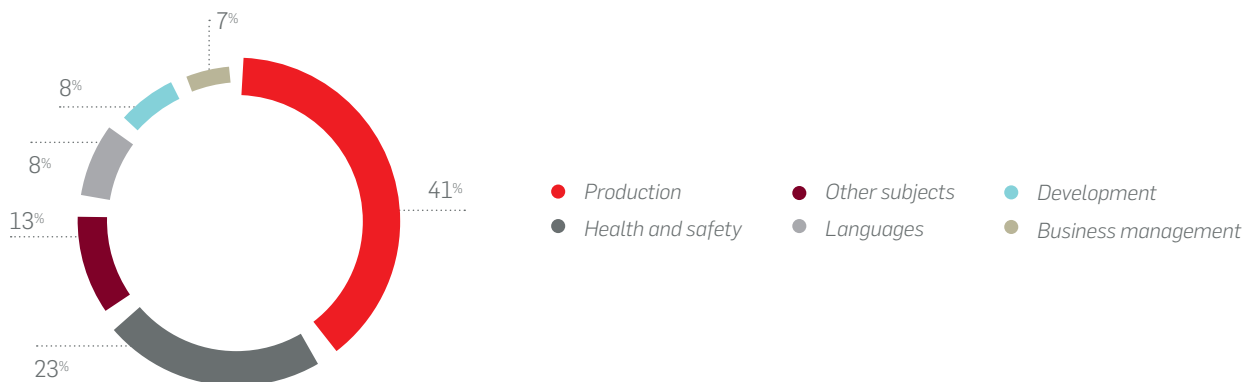 7%
8%
8%
13%
23%
41%
Production
Health and safety
Other subjects
Languages
Development
Business management